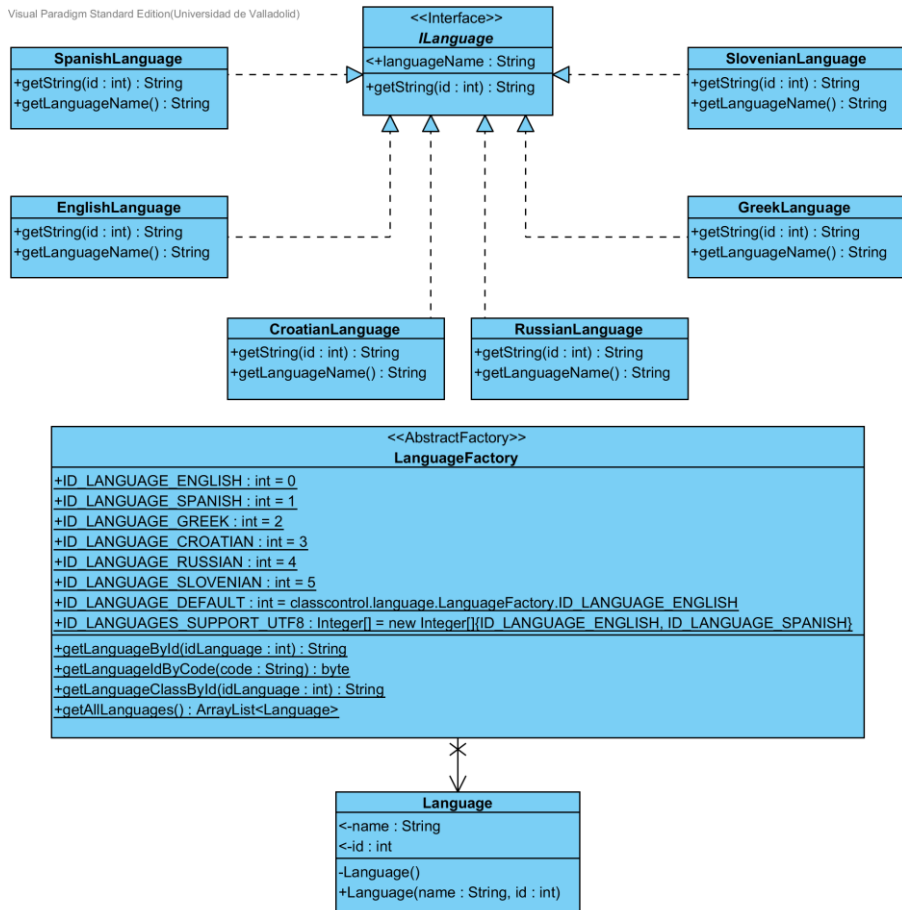 Visual Paradigm Standard Edition(Universidad de Valladolid)
<<Interface>>
ILanguage
<+languageName : String
+getString(id : int) : String
SpanishLanguage
+getString(id : int) : String
+getLanguageName() : String
SlovenianLanguage
+getString(id : int) : String
+getLanguageName() : String
EnglishLanguage
+getString(id : int) : String
+getLanguageName() : String
GreekLanguage
+getString(id : int) : String
+getLanguageName() : String
CroatianLanguage
+getString(id : int) : String
+getLanguageName() : String
RussianLanguage
+getString(id : int) : String
+getLanguageName() : String
<<AbstractFactory>>
LanguageFactory
+ID_LANGUAGE_ENGLISH : int = 0
+ID_LANGUAGE_SPANISH : int = 1
+ID_LANGUAGE_GREEK : int = 2
+ID_LANGUAGE_CROATIAN : int = 3
+ID_LANGUAGE_RUSSIAN : int = 4
+ID_LANGUAGE_SLOVENIAN : int = 5
+ID_LANGUAGE_DEFAULT : int = classcontrol.language.LanguageFactory.ID_LANGUAGE_ENGLISH
+ID_LANGUAGES_SUPPORT_UTF8 : Integer[] = new Integer[]{ID_LANGUAGE_ENGLISH, ID_LANGUAGE_SPANISH}
+getLanguageById(idLanguage : int) : String
+getLanguageIdByCode(code : String) : byte
+getLanguageClassById(idLanguage : int) : String
+getAllLanguages() : ArrayList<Language>
Language
<-name : String
<-id : int
-Language()
+Language(name : String, id : int)